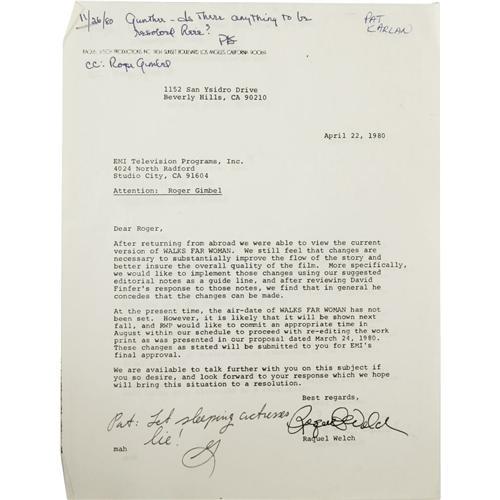 11/26/80 Gunther - Is there anything to be
resolved here?
PK
PAT
KARLAN
PRODUCTIONS INC. SUNSET BOULEVARD LOS ANGELES CALIFORNIA
cc: Roger Gimbel
1152 San Ysidro Drive
Beverly Hills, CA 90210
April 22, 1980
EMI Television Programs, Inc.
4024 North Radford
Studio City, CA 91604
Attention: Roger Gimbel
Dear Roger,
After returning from abroad we were able to view the current
version of WALKS FAR WOMAN. We still feel that changes are
necessary to substantially improve the flow of the story and
better insure the overall quality of the film. More specifically,
we would like to implement those changes using our suggested
editorial notes as a guide line, and after reviewing David
Finfer's response to those notes, we find that in general he
concedes that the changes can be made.
At the present time, the air-date of WALKS FAR WOMAN has not
been set. However, it is likely that it will be shown next
fall, and RWP would like to commit an appropriate time in
August within our schedule to proceed with re-editing the work
print as was presented in our proposal dated March 24, 1980.
These changes as stated will be submitted to you for EMI's
final approval.
We are available to talk further with you on this subject if
you so desire, and look forward to your response which we hope
will bring this situation to a resolution.
Best regards,
Raquel Welch
Raquel Welch
Pat: Let sleeping actresses
lie!
G
mah